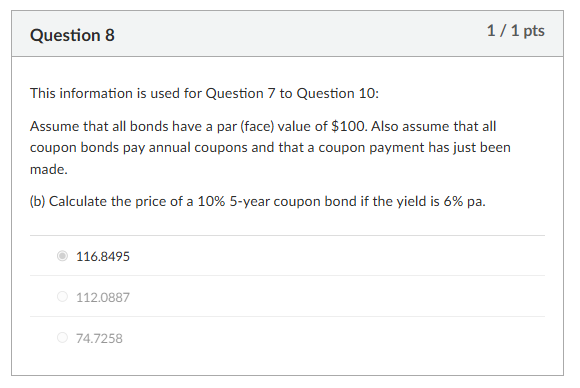 Question 8
1 / 1 pts
This information is used for Question 7 to Question 10:
Assume that all bonds have a par (face) value of $100. Also assume that all
coupon bonds pay annual coupons and that a coupon payment has just been
made.
(b) Calculate the price of a 10% 5-year coupon bond if the yield is 6% pa.
116.8495
112.0887
74.7258